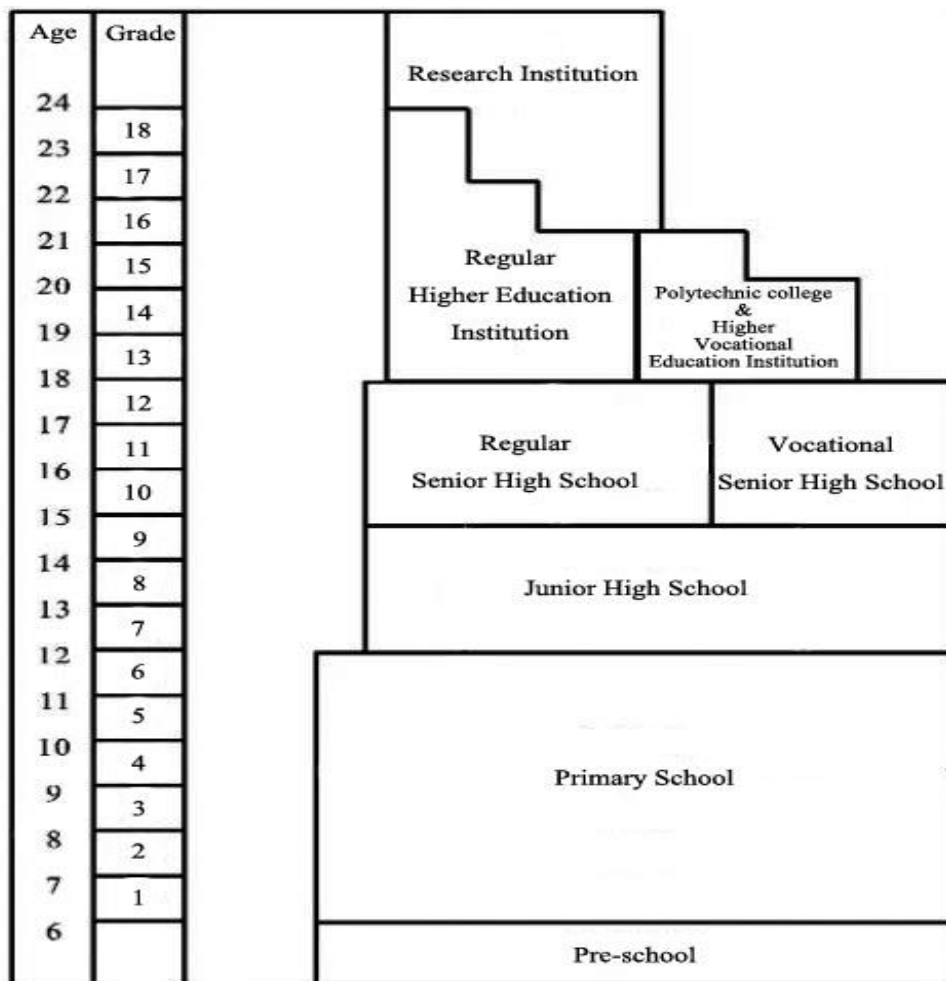 Age
Grade
Research Institution
24
18
23
17
22
16
21
15
20
14
19
13
18
Regular
Higher Education
Institution
Polytechnic college
&
Higher
Vocational
Education Institution
12
17
11
16
10
15
Regular
Senior High School
Vocational
Senior High School
9
14
8
13
7
12
Junior High School
6
11
5
10
4
9
3
8
2
7
1
6
Primary School
Pre-school